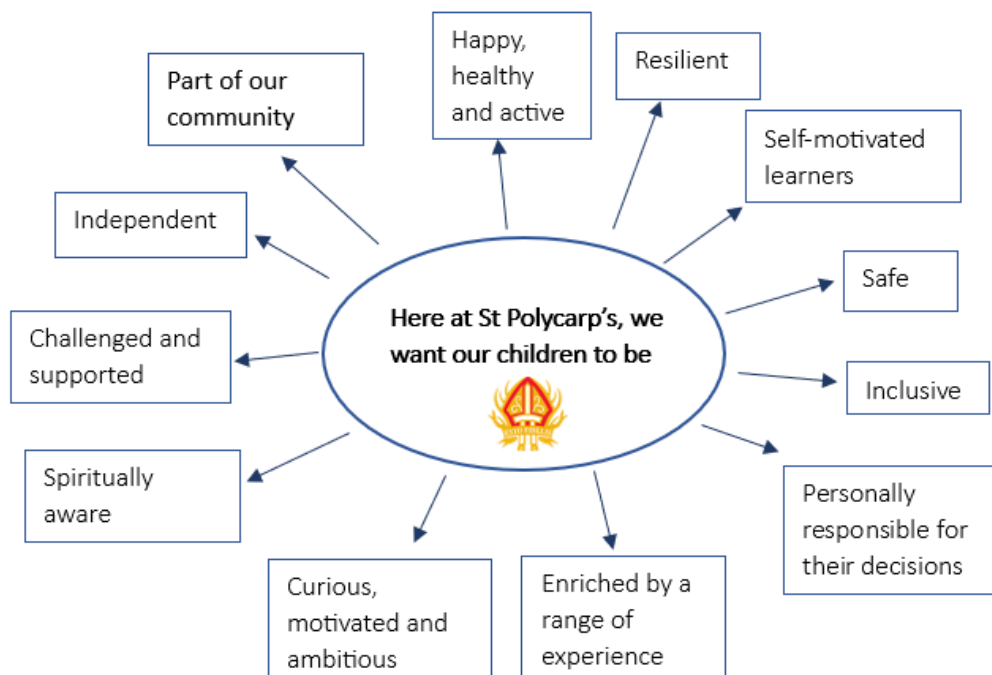 Here at St Polycarp’s, we
want our children to be
Happy,
healthy
and active
Resilient
Self-motivated
learners
Safe
Inclusive
Personally
responsible for
their decisions
Enriched by a
range of
experience
Curious,
motivated and
ambitious
Spiritually
aware
Challenged and
supported
Independent
Part of our
community